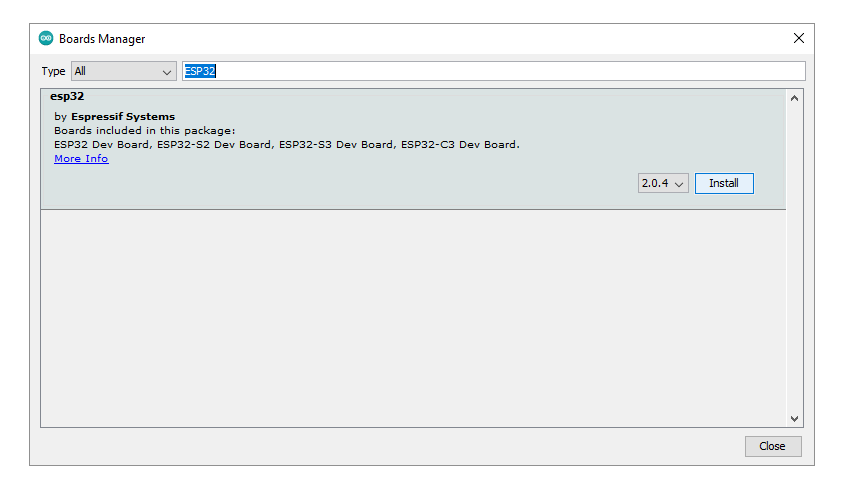 Boards Manager
Type All ESP32
esp32
by Espressif Systems
Boards included in this package:
ESP32 Dev Board, ESP32-S2 Dev Board, ESP32-S3 Dev Board, ESP32-C3 Dev Board.
More Info
2.0.4 Install
Close